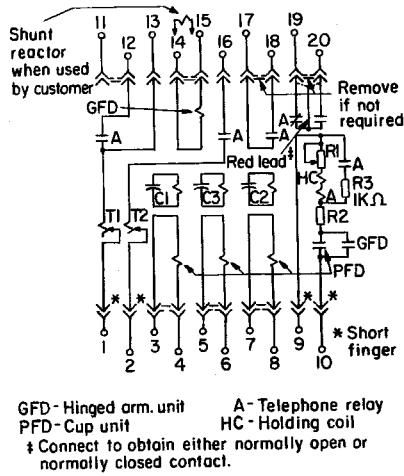 11 13 15 17 19
12 14 16 18 20
Shunt
reactor
when used
by customer
GFD
A
A
A
Remove
if not
required
Red lead ‡
R1
HC
A
R3
1KΩ
A
R2
GFD
PFD
C1 C3 C2
T1 T2
* * * *
1 3 5 7 9
2 4 6 8 10
* Short
finger
GFD-Hinged arm. unit A-Telephone relay
PFD-Cup unit HC-Holding coil
‡ Connect to obtain either normally open or
normally closed contact.